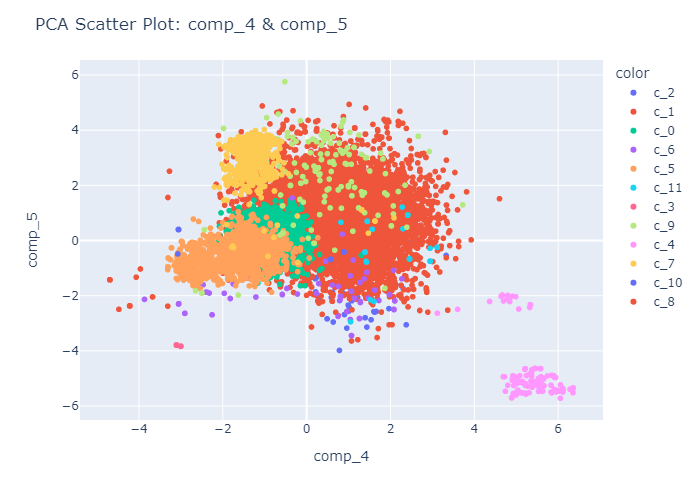 PCA Scatter Plot: comp_4 & comp_5
color
c_2
c_1
c_0
c_6
c_5
c_11
c_3
c_9
c_4
c_7
c_10
c_8
6
4
2
0
−2
−4
−6
comp_5
−4 −2 0 2 4 6
comp_4